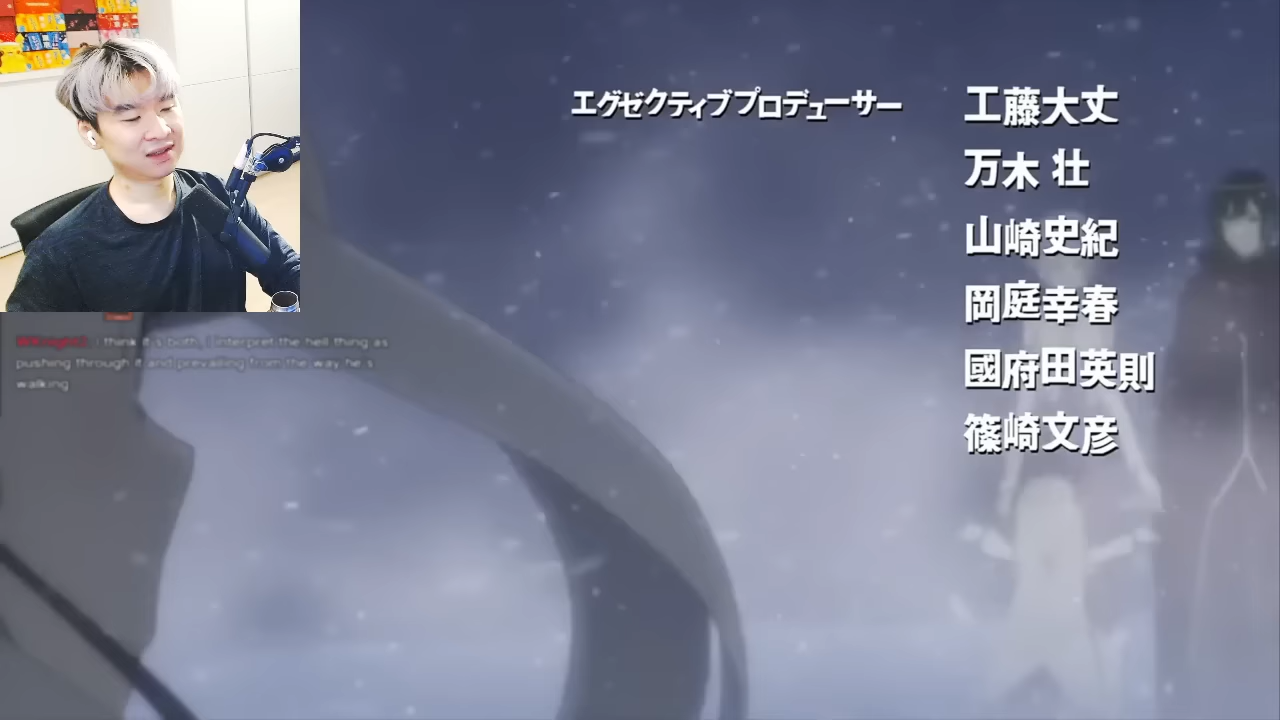 エグゼクティブプロデューサー 工藤大丈
万木 壮
山崎史紀
岡庭幸春
國府田英則
篠崎文彦
i think it's both, i interpret the hell thing as
pushing through it and prevailing from the way he's
walking